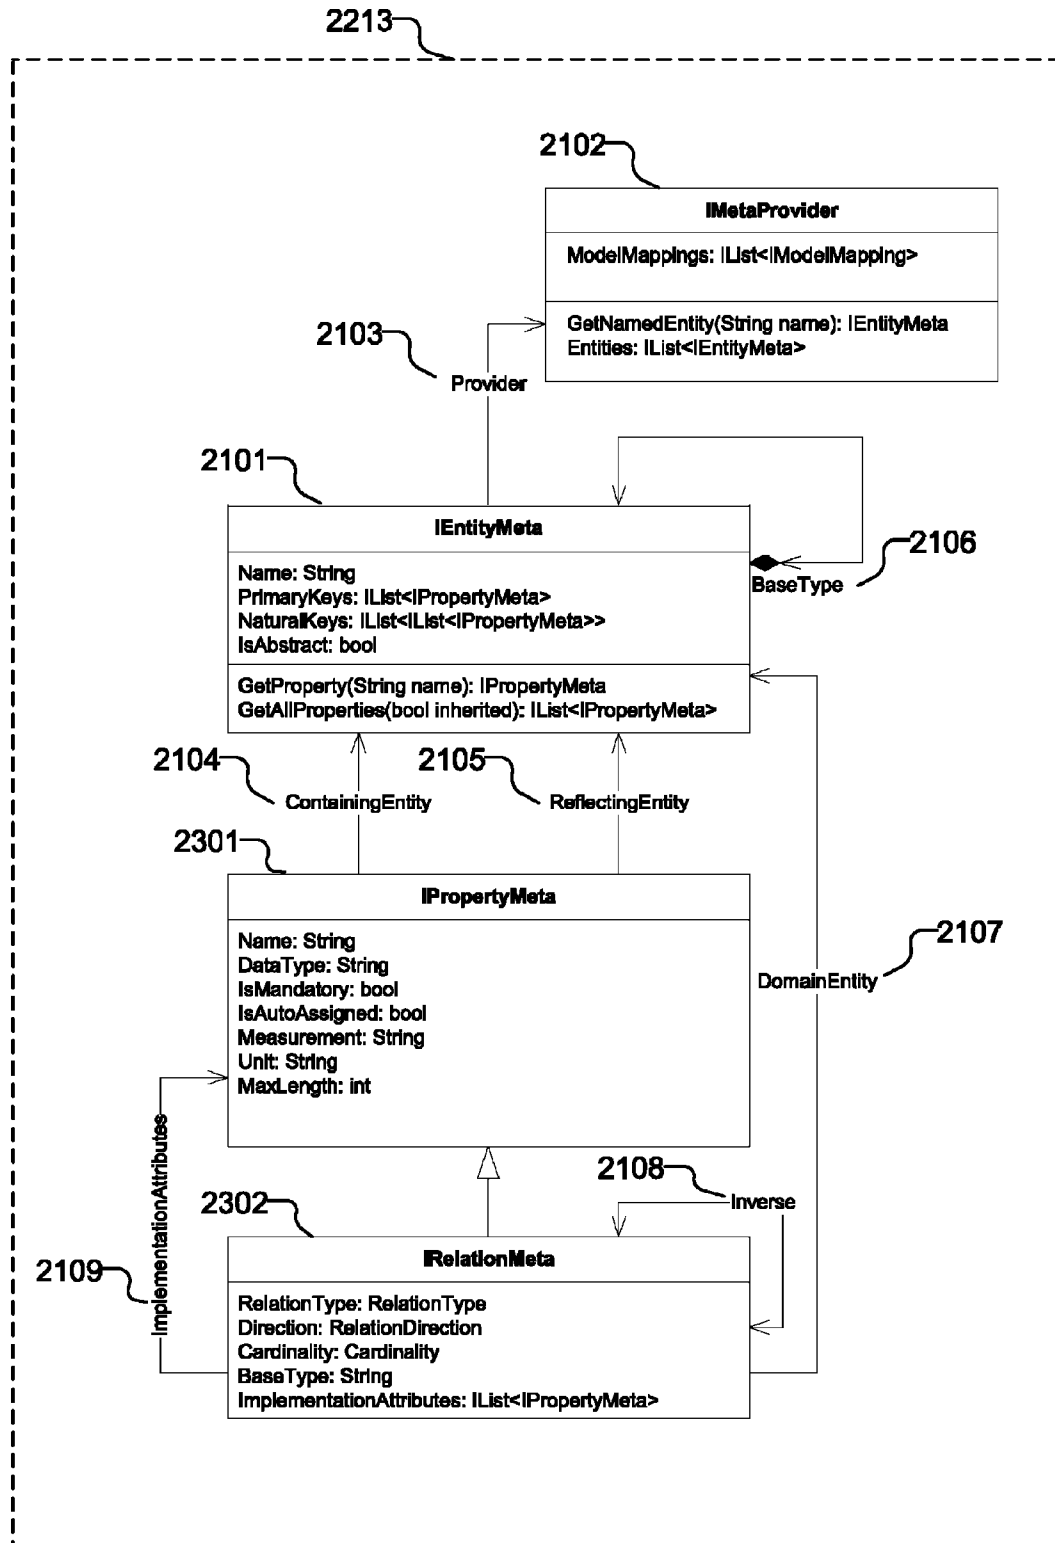 2213
2102
IMetaProvider
ModelMappings: IList<IModelMapping>
GetNamedEntity(String name): IEntityMeta
Entities: IList<IEntityMeta>
2103
Provider
2101
IEntityMeta
Name: String
PrimaryKeys: IList<IPropertyMeta>
NaturalKeys: IList<IList<IPropertyMeta>>
IsAbstract: bool
GetProperty(String name): IPropertyMeta
GetAllProperties(bool inherited): IList<IPropertyMeta>
2106
BaseType
2104
ContainingEntity
2105
ReflectingEntity
2301
IPropertyMeta
Name: String
DataType: String
IsMandatory: bool
IsAutoAssigned: bool
Measurement: String
Unit: String
MaxLength: int
2107
DomainEntity
2108
Inverse
2302
IRelationMeta
RelationType: RelationType
Direction: RelationDirection
Cardinality: Cardinality
BaseType: String
ImplementationAttributes: IList<IPropertyMeta>
2109
ImplementationAttributes